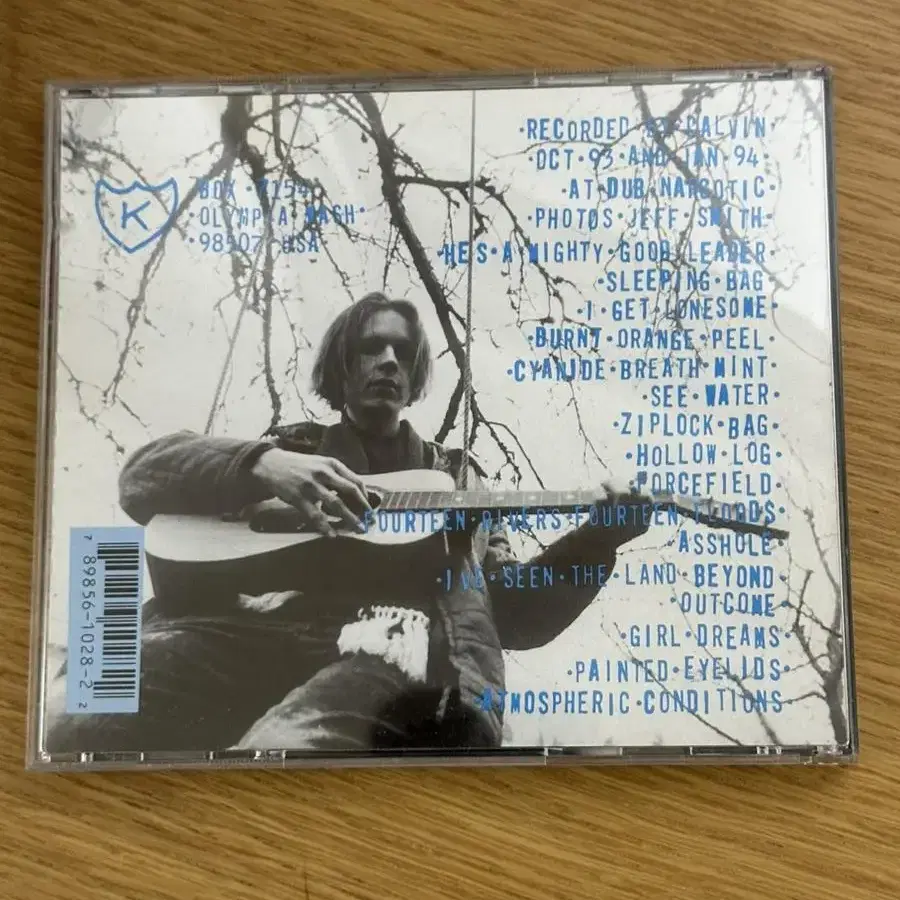 K
BOX · 7154
· OLYMPIA WASH ·
· 98507 · USA
· RECORDED BY CALVIN ·
OCT · 93 · AND JAN · 94 ·
AT DUB NARCOTIC ·
· PHOTOS JEFF SMITH ·
· HE'S · A MIGHTY · GOOD LEADER
· SLEEPING BAG
· I GET LONESOME
BURNT · ORANGE · PEEL ·
· CYANIDE · BREATH MINT
· SEE · WATER ·
· ZIPLOCK · BAG ·
· HOLLOW · LOG ·
FORCEFIELD ·
FOURTEEN · RIVERS · FOURTEEN · FLOODS
· ASSHOLE ·
· I'VE · SEEN · THE · LAND · BEYOND ·
· OUTCOME ·
· GIRL · DREAMS ·
· PAINTED · EYELIDS ·
· ATMOSPHERIC · CONDITIONS
7 89856-1028-2 2